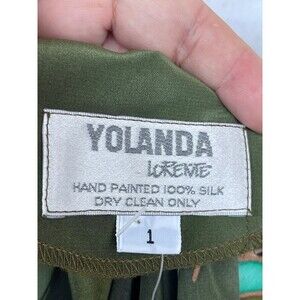 YOLANDA
LORENTE
HAND PAINTED 100% SILK
DRY CLEAN ONLY
1